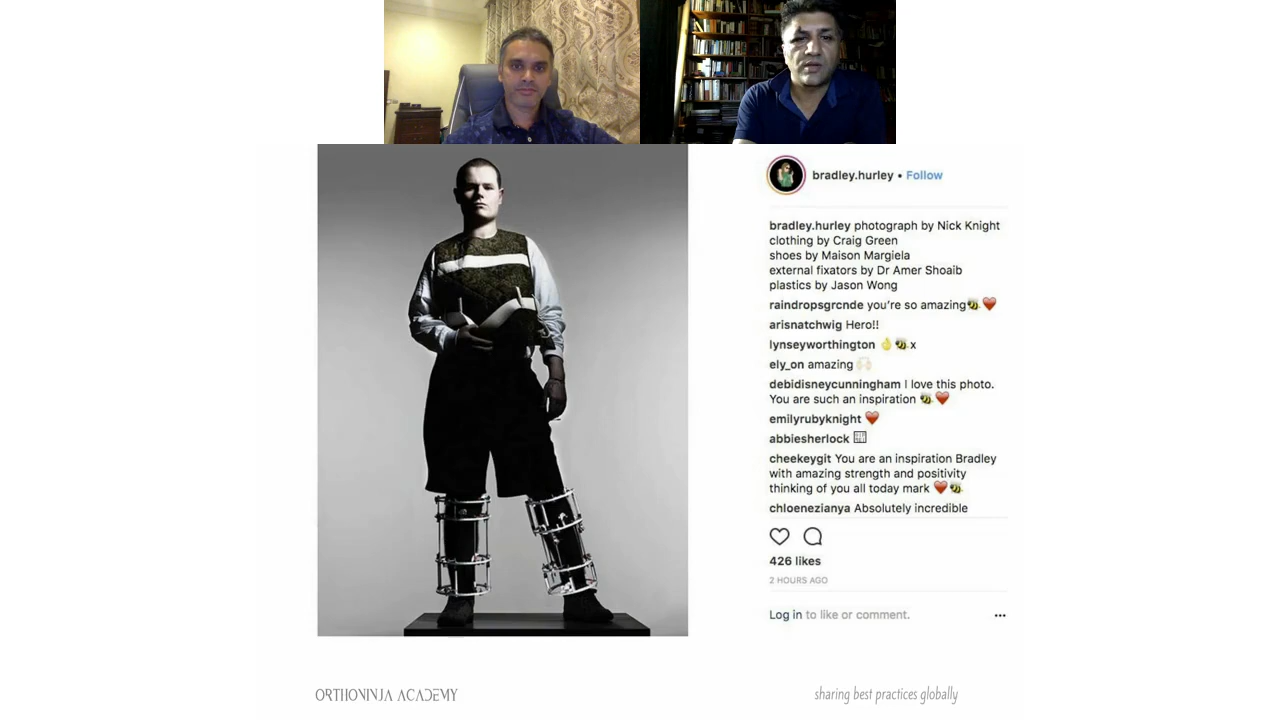 bradley.hurley • Follow
bradley.hurley photograph by Nick Knight
clothing by Craig Green
shoes by Maison Margiela
external fixators by Dr Amer Shoaib
plastics by Jason Wong
raindropsgrcnde you're so amazing🐝❤️
arisnatchwig Hero!!
lynseyworthington 👌🐝x
ely_on amazing 🙌🏻
debidisneycunningham I love this photo.
You are such an inspiration 🐝❤️
emilyrubyknight ❤️
abbiesherlock
cheekeygit You are an inspiration Bradley
with amazing strength and positivity
thinking of you all today mark ❤️🐝
chloenezianya Absolutely incredible
426 likes
2 HOURS AGO
Log in to like or comment.
ORTHONINJA ACADEMY
sharing best practices globally